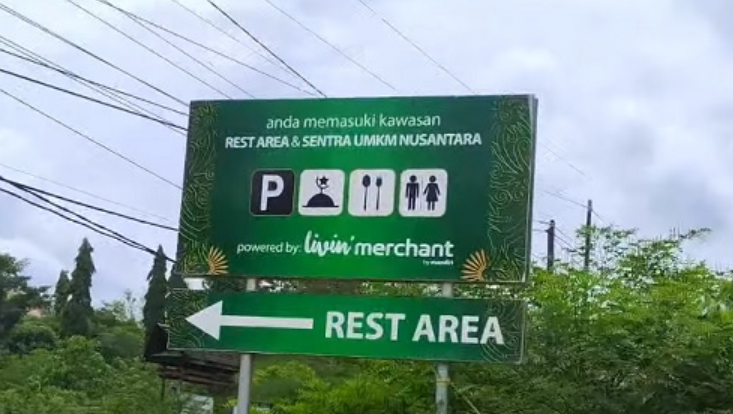 anda memasuki kawasan
REST AREA & SENTRA UMKM NUSANTARA
P
powered by: livin' merchant
by mandiri
REST AREA